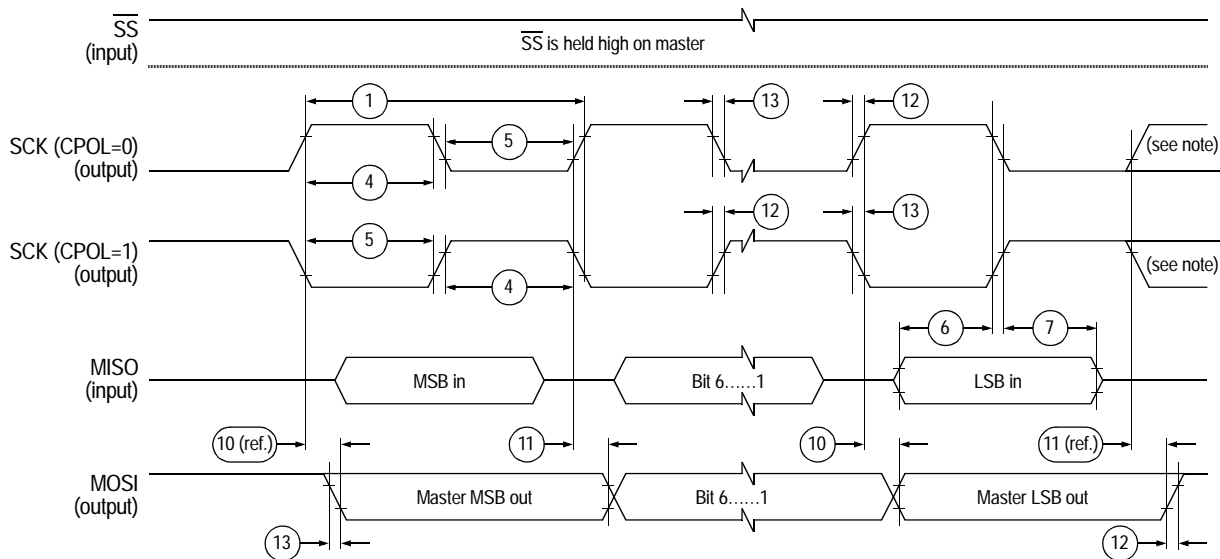 SS
(input)
SS is held high on master
1
13
12
SCK (CPOL=0)
(output)
5
(see note)
4
12
13
SCK (CPOL=1)
(output)
5
(see note)
4
6
7
MISO
(input)
MSB in
Bit 6......1
LSB in
10 (ref.)
11
10
11 (ref.)
MOSI
(output)
Master MSB out
Bit 6......1
Master LSB out
13
12